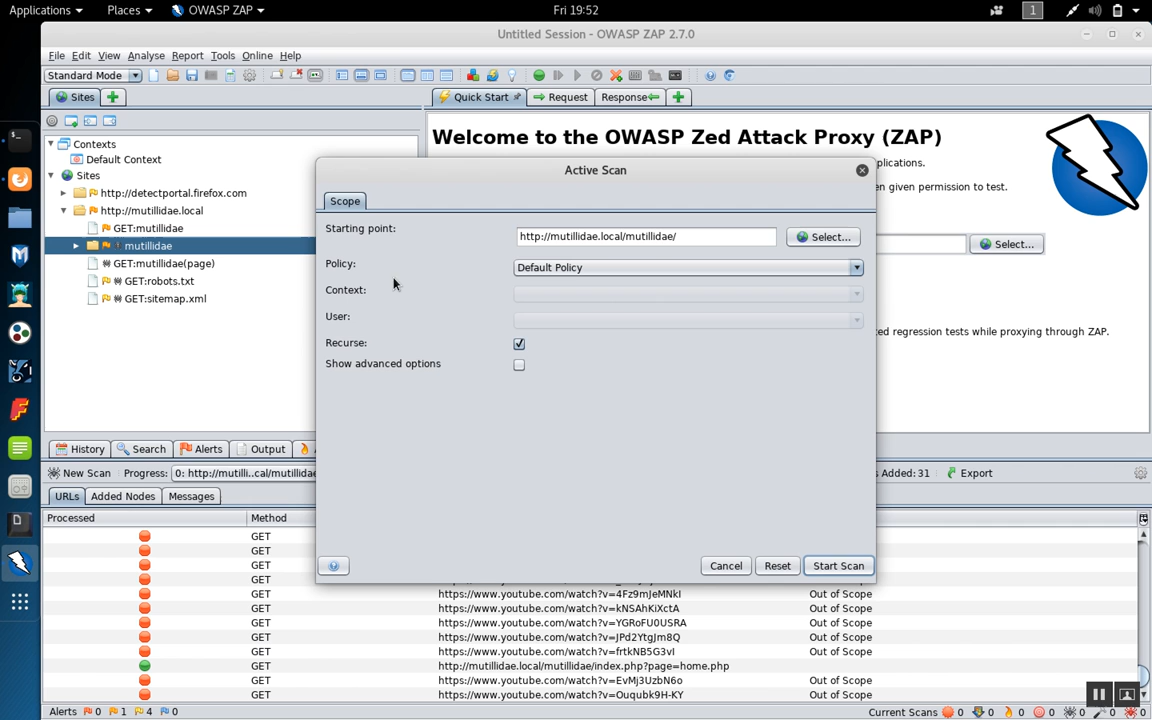 Applications Places OWASP ZAP Fri 19:52 1
Untitled Session - OWASP ZAP 2.7.0
File Edit View Analyse Report Tools Online Help
Standard Mode
Sites Quick Start Request Response
Welcome to the OWASP Zed Attack Proxy (ZAP)
plications.
en given permission to test.
Select...
ed regression tests while proxying through ZAP.
Contexts
Default Context
Sites
http://detectportal.firefox.com
http://mutillidae.local
GET:mutillidae
mutillidae
GET:mutillidae(page)
GET:robots.txt
GET:sitemap.xml
Active Scan
Scope
Starting point: http://mutillidae.local/mutillidae/ Select...
Policy: Default Policy
Context:
User:
Recurse:
Show advanced options
Cancel Reset Start Scan
History Search Alerts Output
New Scan Progress: 0: http://mutilli..cal/mutillidae s Added: 31 Export
URLs Added Nodes Messages
Processed Method
GET
GET
GET
GET
GET https://www.youtube.com/watch?v=4Fz9mJeMNkI Out of Scope
GET https://www.youtube.com/watch?v=kNSAhKiXctA Out of Scope
GET https://www.youtube.com/watch?v=YGRoFU0USRA Out of Scope
GET https://www.youtube.com/watch?v=JPd2YtgJm8Q Out of Scope
GET https://www.youtube.com/watch?v=frtkNB5G3vI Out of Scope
GET http://mutillidae.local/mutillidae/index.php?page=home.php
GET https://www.youtube.com/watch?v=EvMj3UzbN6o Out of Scope
GET https://www.youtube.com/watch?v=Ouqubk9H-KY Out of Scope
Alerts 0 1 4 0 Current Scans 0 0 0 0 0 0 0